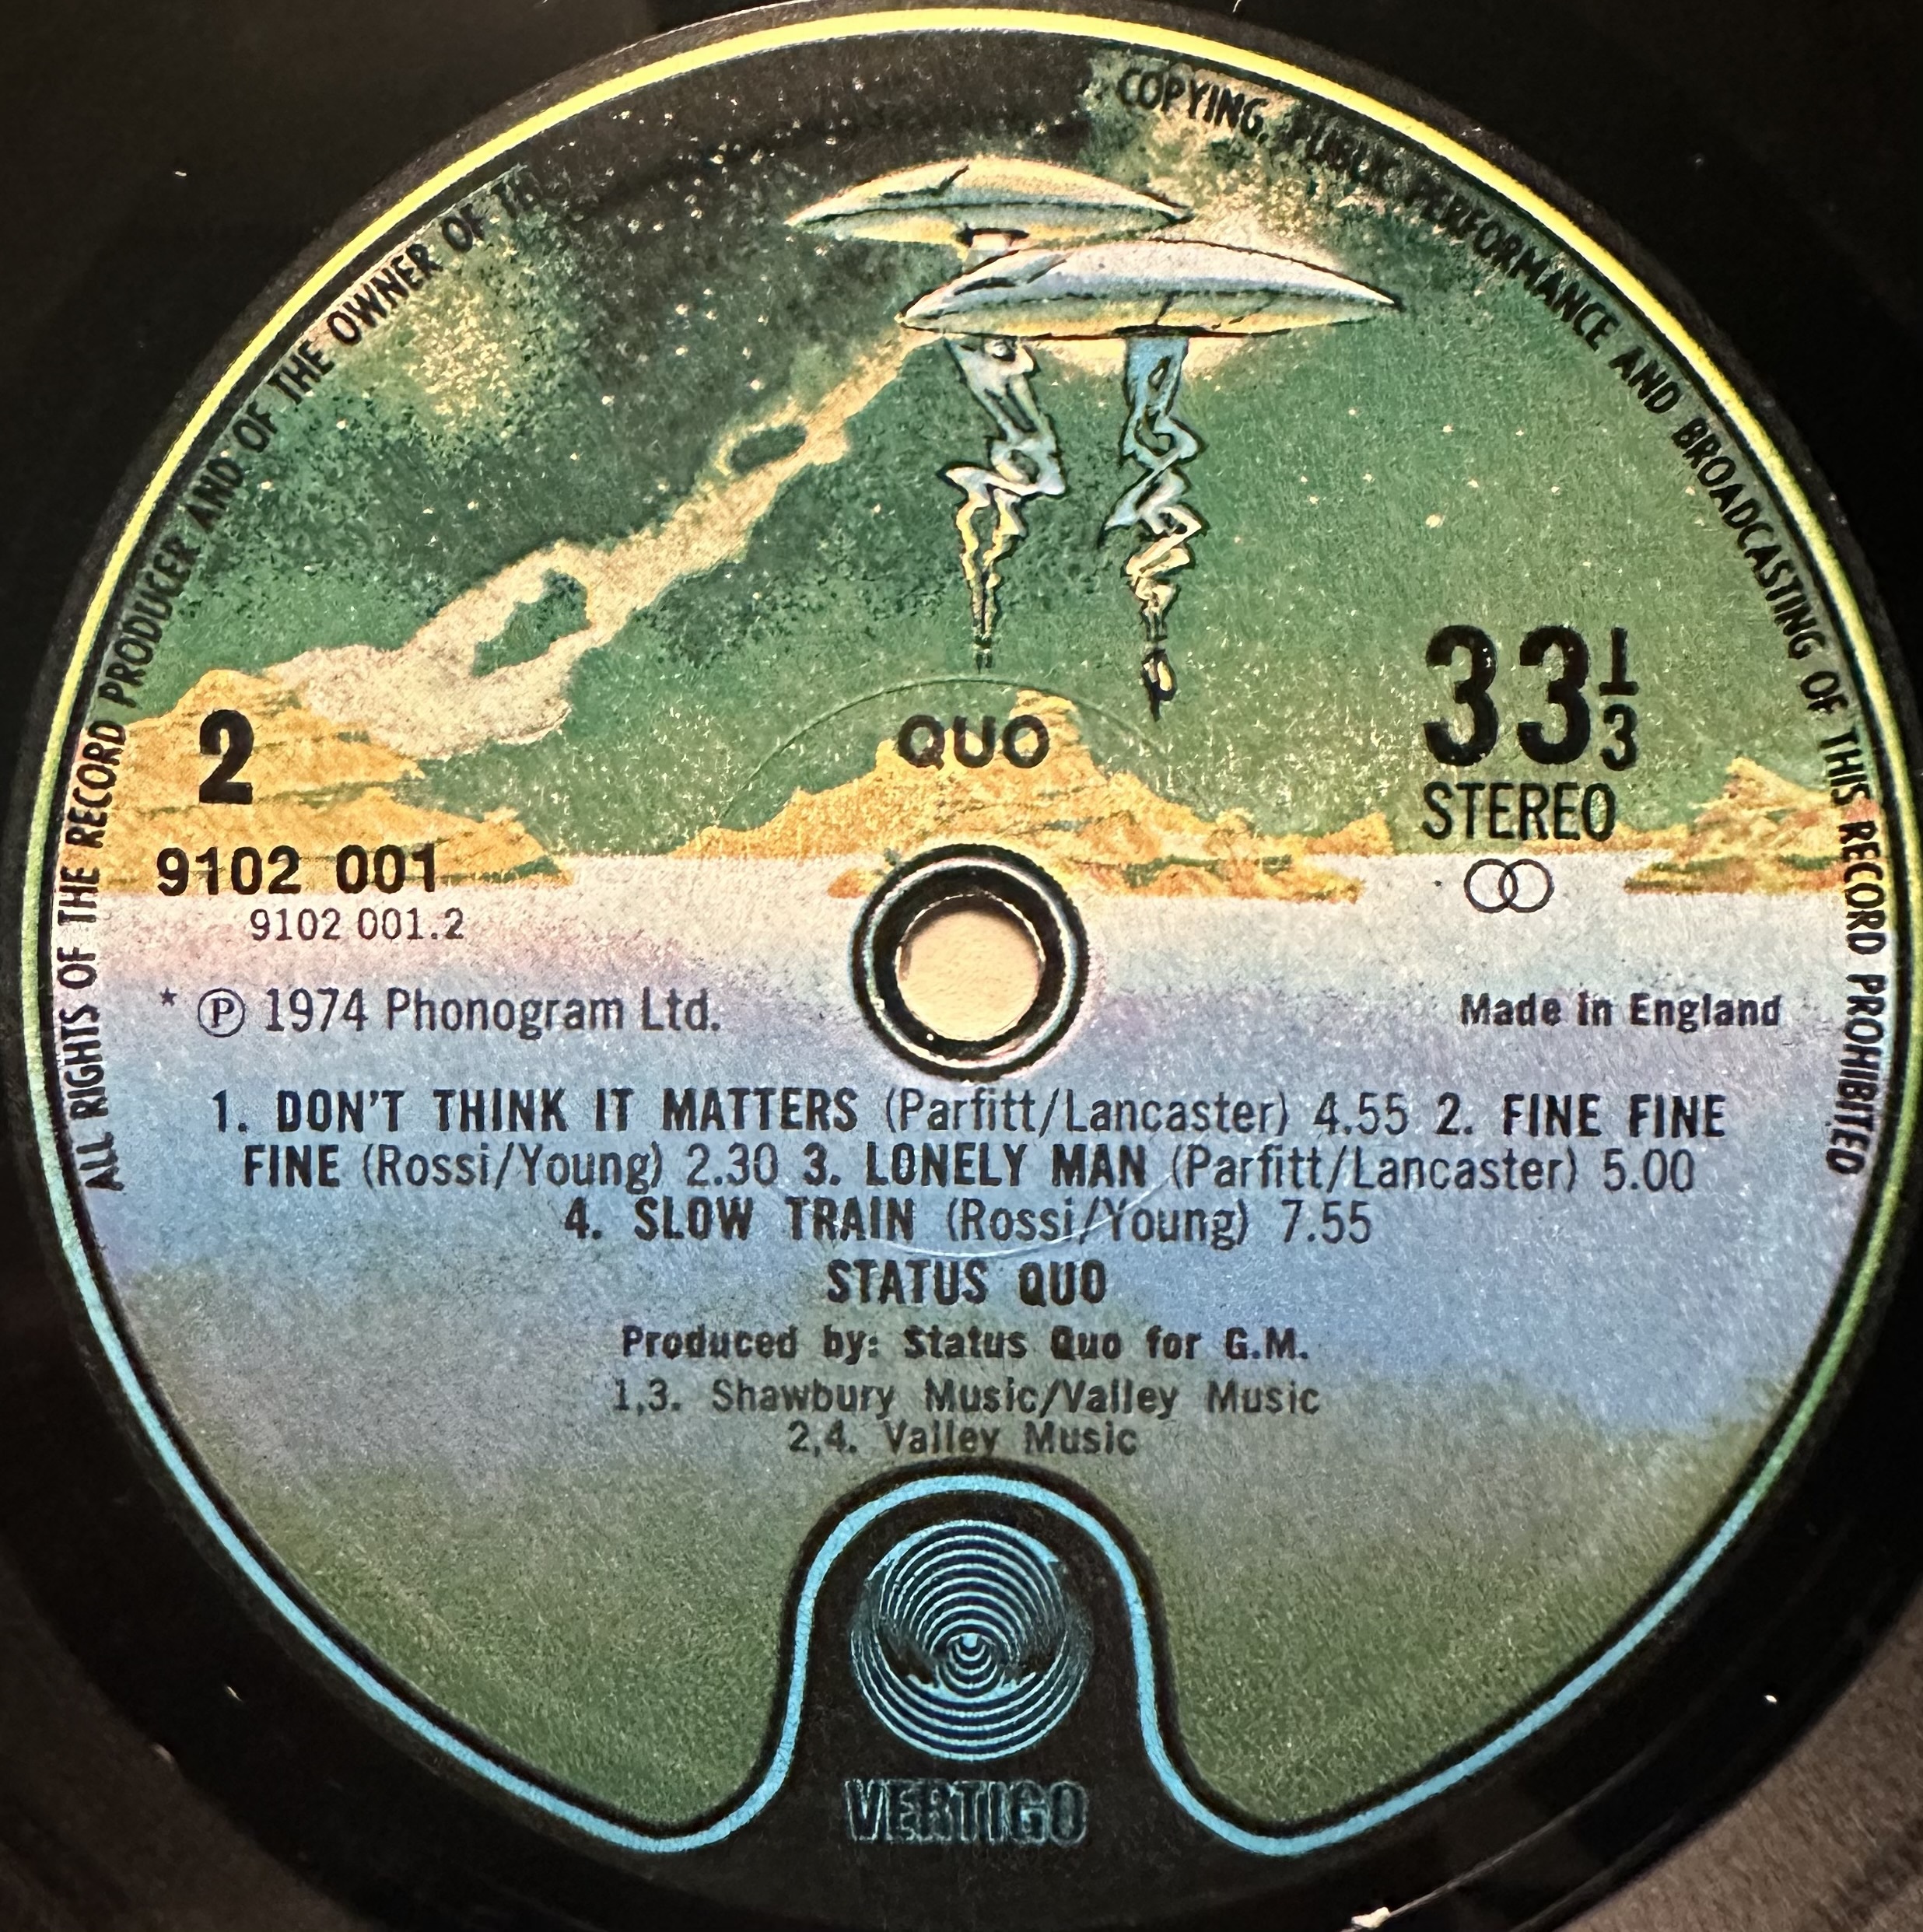 ALL RIGHTS OF THE RECORD PRODUCER AND OF THE OWNER OF
COPYING, PUBLIC PERFORMANCE AND BROADCASTING OF THIS RECORD PROHIBITED
QUO
2
33 1/3
STEREO
9102 001
9102 001.2
* ℗ 1974 Phonogram Ltd.
Made in England
1. DON'T THINK IT MATTERS (Parfitt/Lancaster) 4.55 2. FINE FINE
FINE (Rossi/Young) 2.30 3. LONELY MAN (Parfitt/Lancaster) 5.00
4. SLOW TRAIN (Rossi/Young) 7.55
STATUS QUO
Produced by: Status Quo for G.M.
1,3. Shawbury Music/Valley Music
2,4. Valley Music
VERTIGO